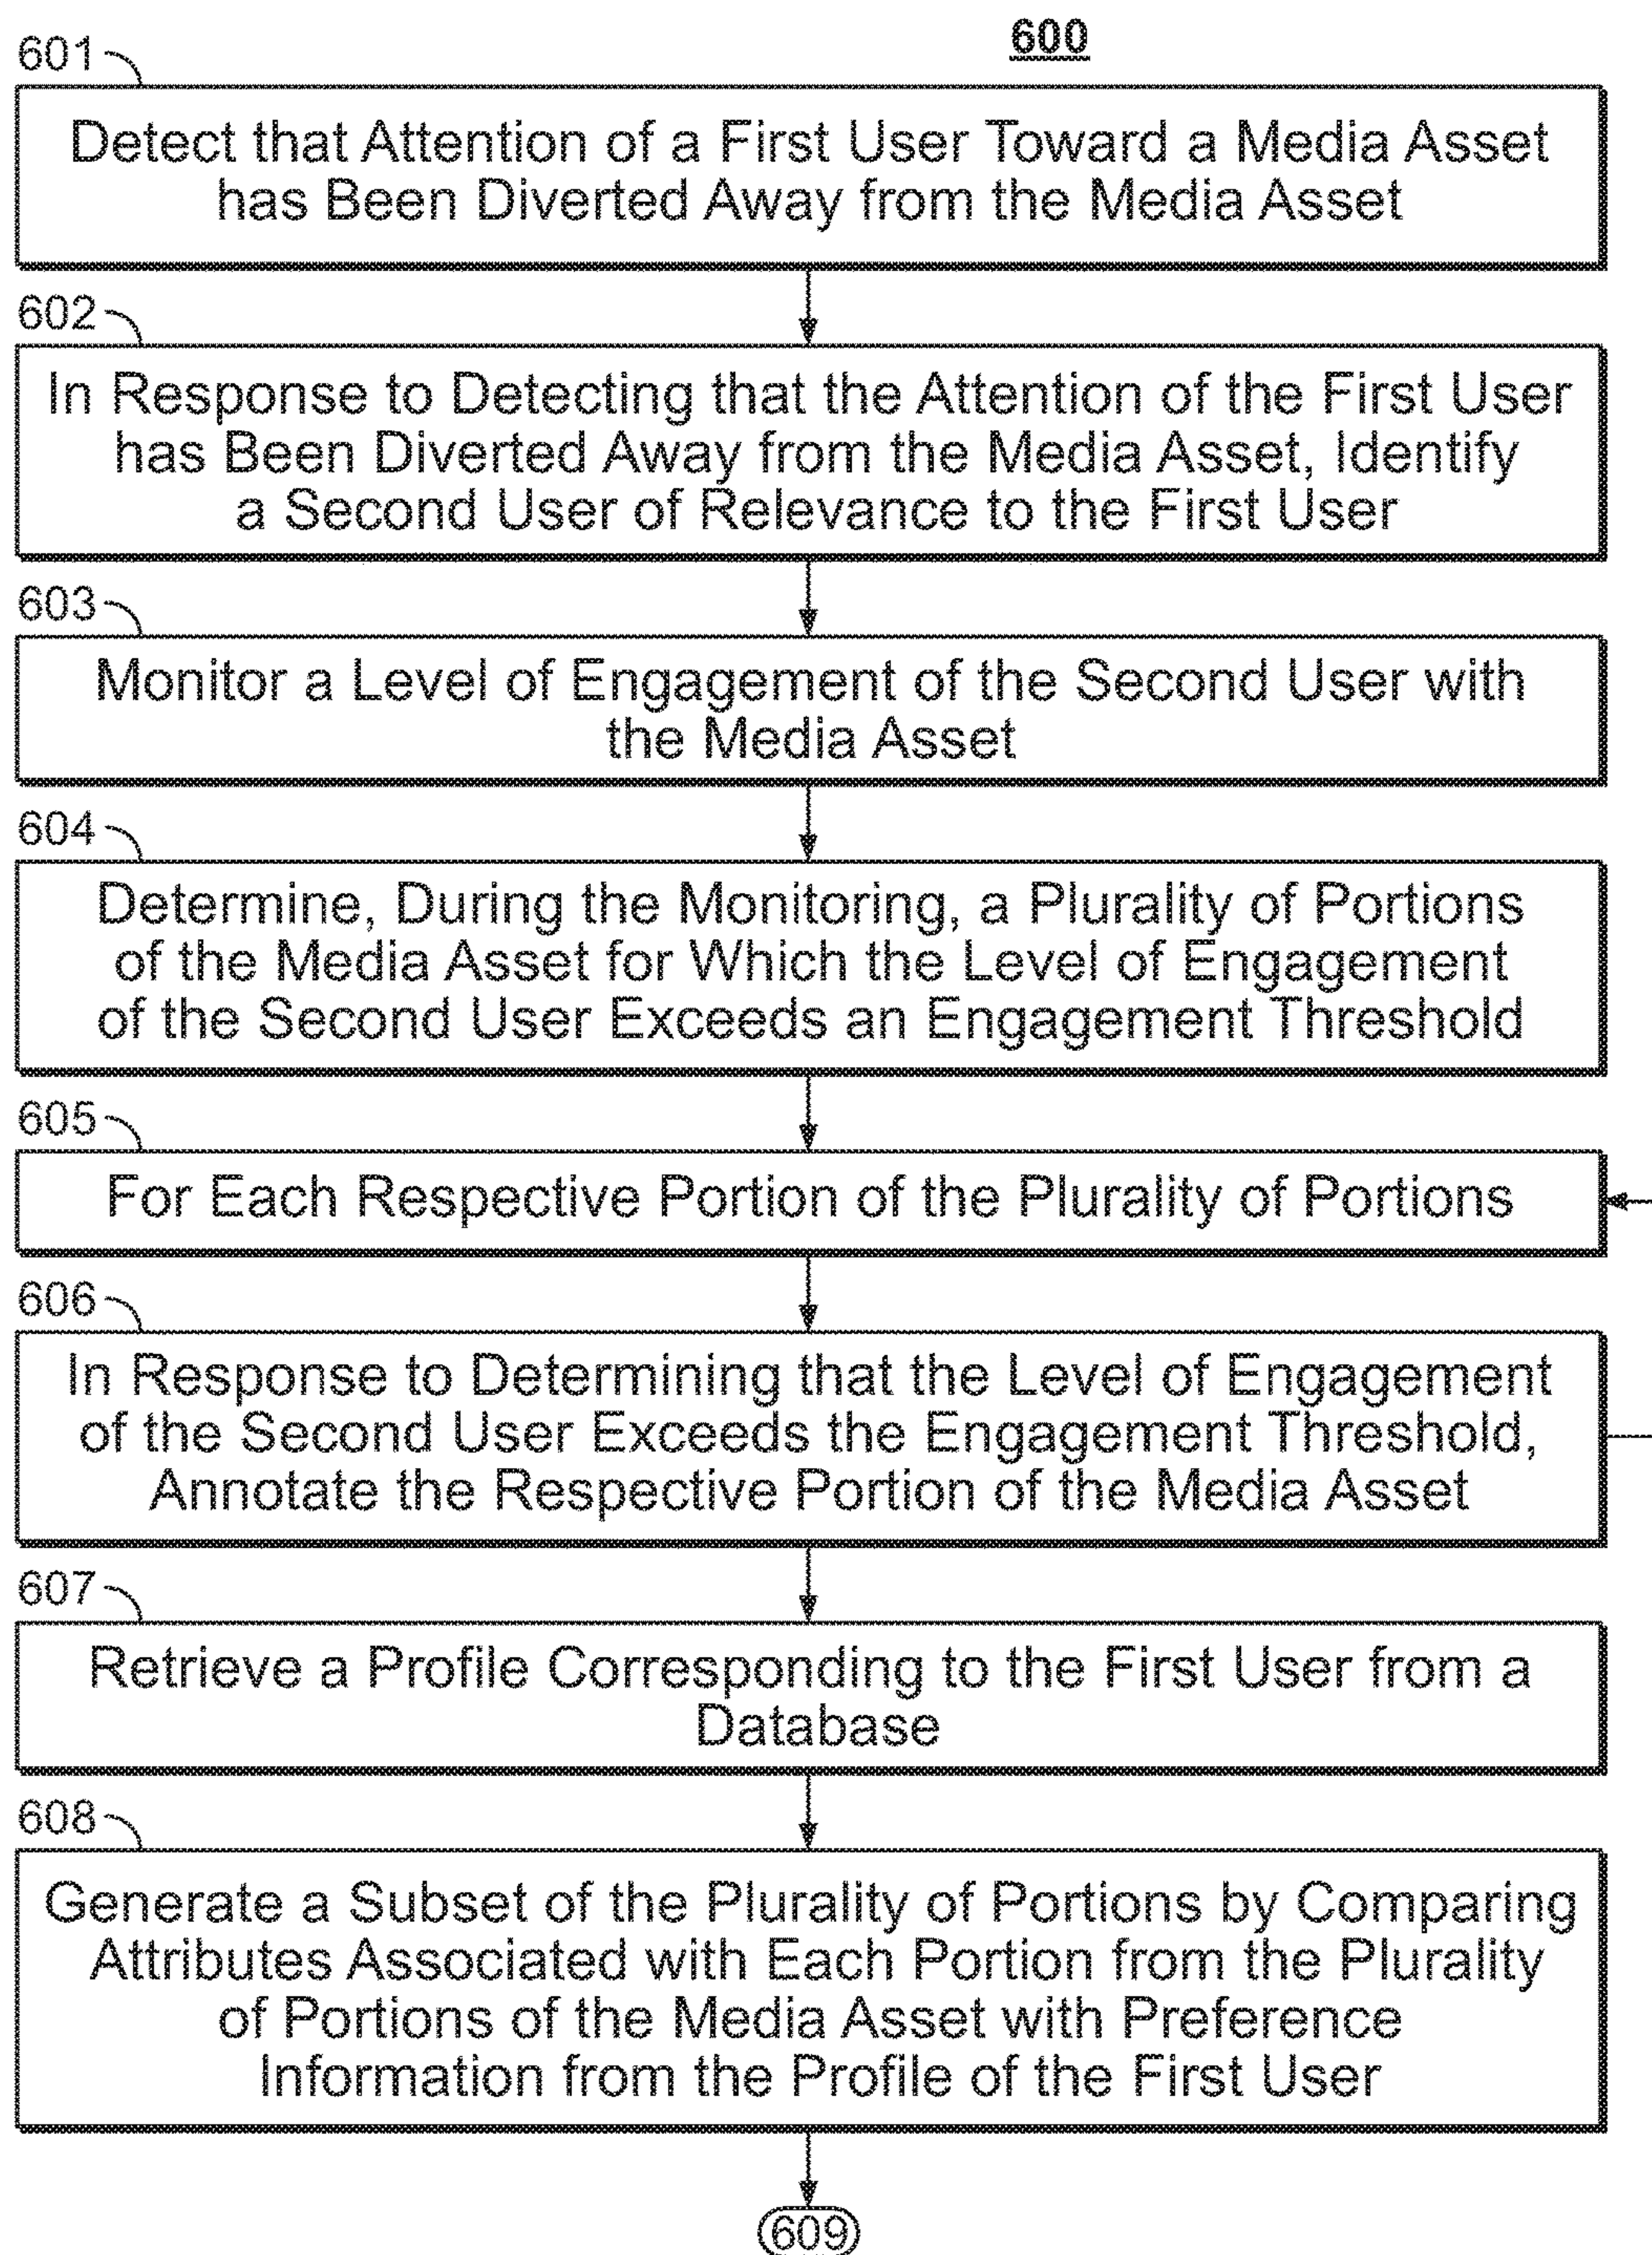 600
601
Detect that Attention of a First User Toward a Media Asset
has Been Diverted Away from the Media Asset
602
In Response to Detecting that the Attention of the First User
has Been Diverted Away from the Media Asset, Identify
a Second User of Relevance to the First User
603
Monitor a Level of Engagement of the Second User with
the Media Asset
604
Determine, During the Monitoring, a Plurality of Portions
of the Media Asset for Which the Level of Engagement
of the Second User Exceeds an Engagement Threshold
605
For Each Respective Portion of the Plurality of Portions
606
In Response to Determining that the Level of Engagement
of the Second User Exceeds the Engagement Threshold,
Annotate the Respective Portion of the Media Asset
607
Retrieve a Profile Corresponding to the First User from a
Database
608
Generate a Subset of the Plurality of Portions by Comparing
Attributes Associated with Each Portion from the Plurality
of Portions of the Media Asset with Preference
Information from the Profile of the First User
609